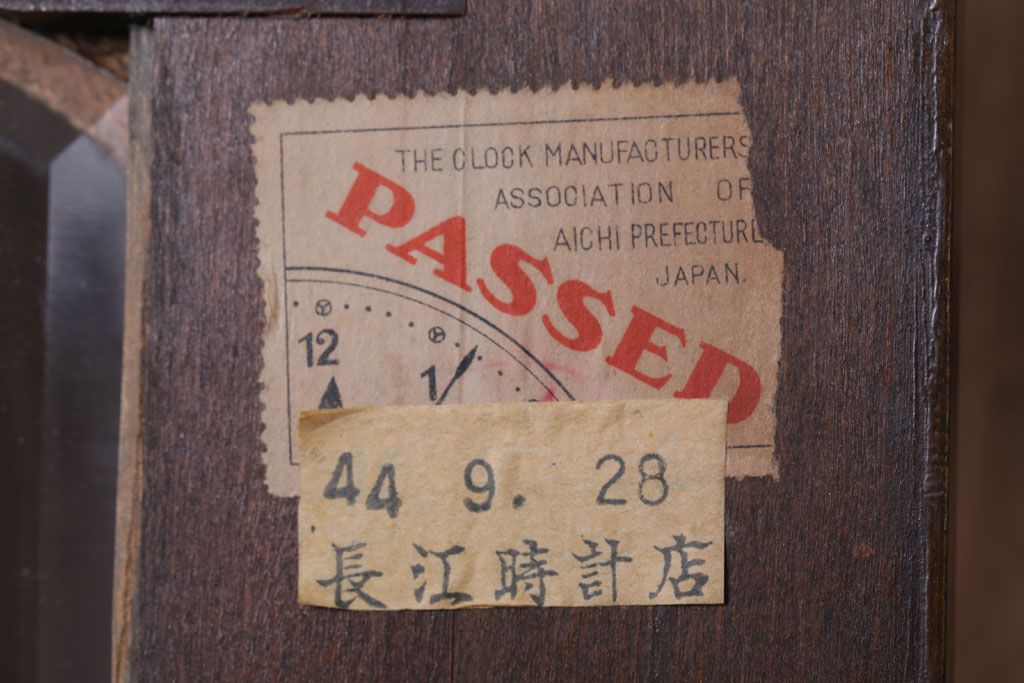 THE CLOCK MANUFACTURERS
ASSOCIATION OF
AICHI PREFECTURE
JAPAN.
PASSED
12
1
44 9. 28
長江時計店